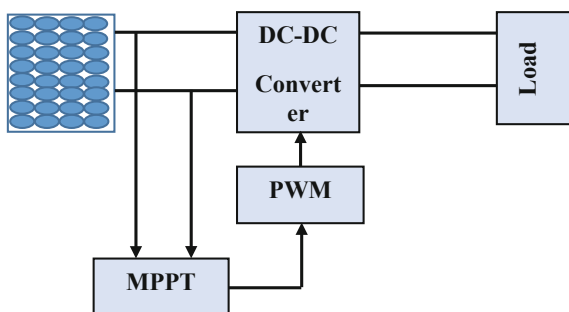 DC-DC
Convert
er
Load
PWM
MPPT